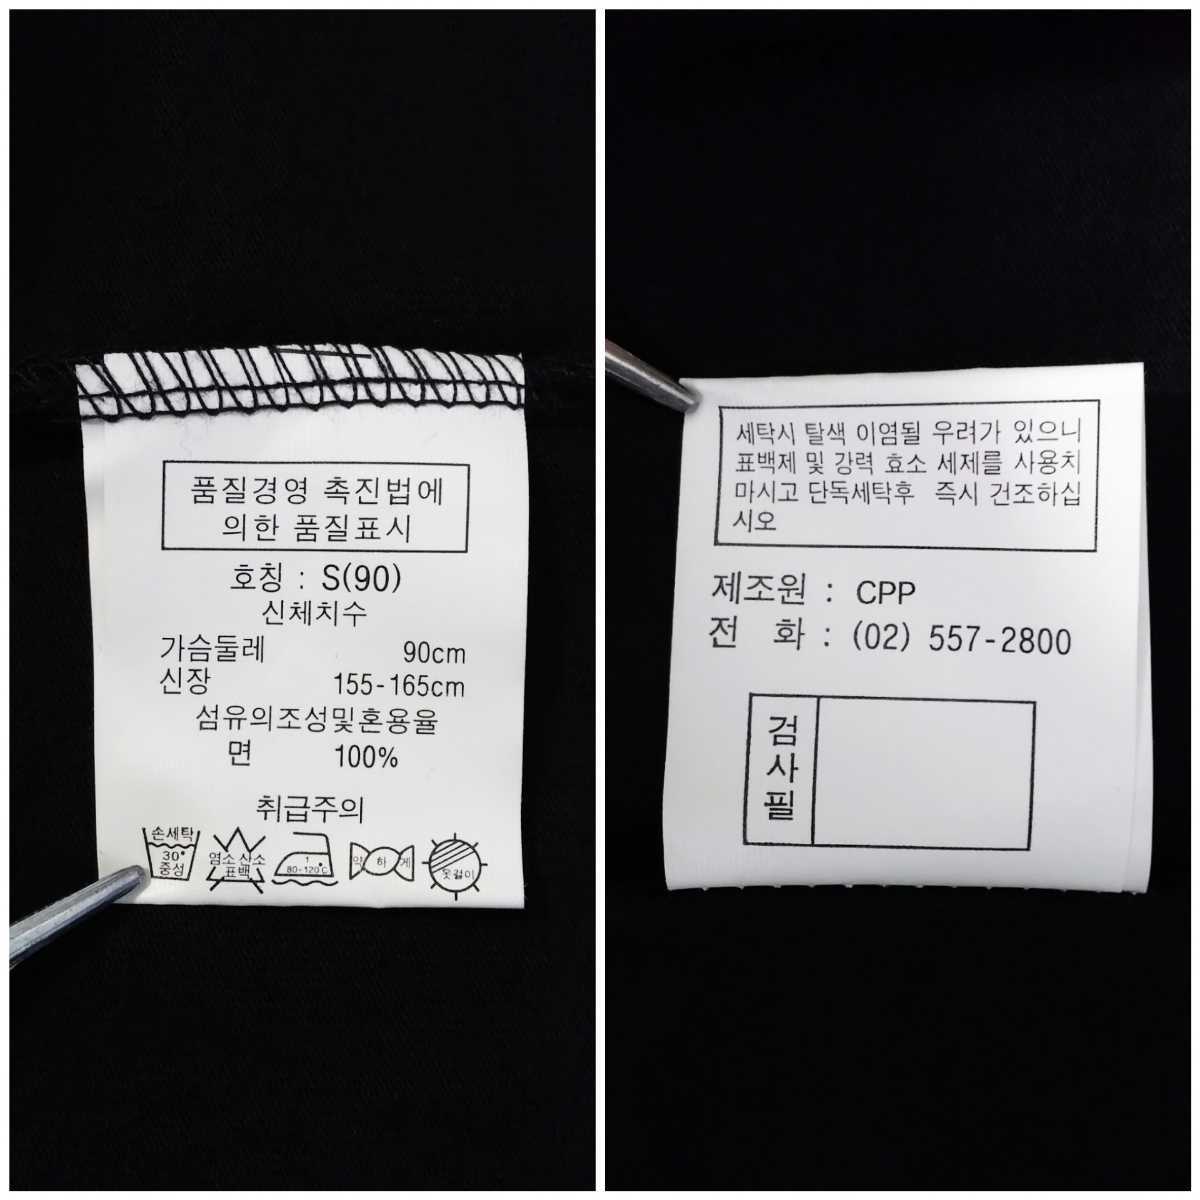 품질경영 촉진법에
의한 품질표시
호칭 : S(90)
신체치수
가슴둘레 90cm
신장 155-165cm
섬유의조성및혼용율
면 100%
취급주의
손세탁
30°
중성
염소 산소
표백
1
80-120°C
약 하 게
옷걸이
세탁시 탈색 이염될 우려가 있으니
표백제 및 강력 효소 세제를 사용치
마시고 단독세탁후 즉시 건조하십
시오
제조원 : CPP
전 화 : (02) 557-2800
검
사
필